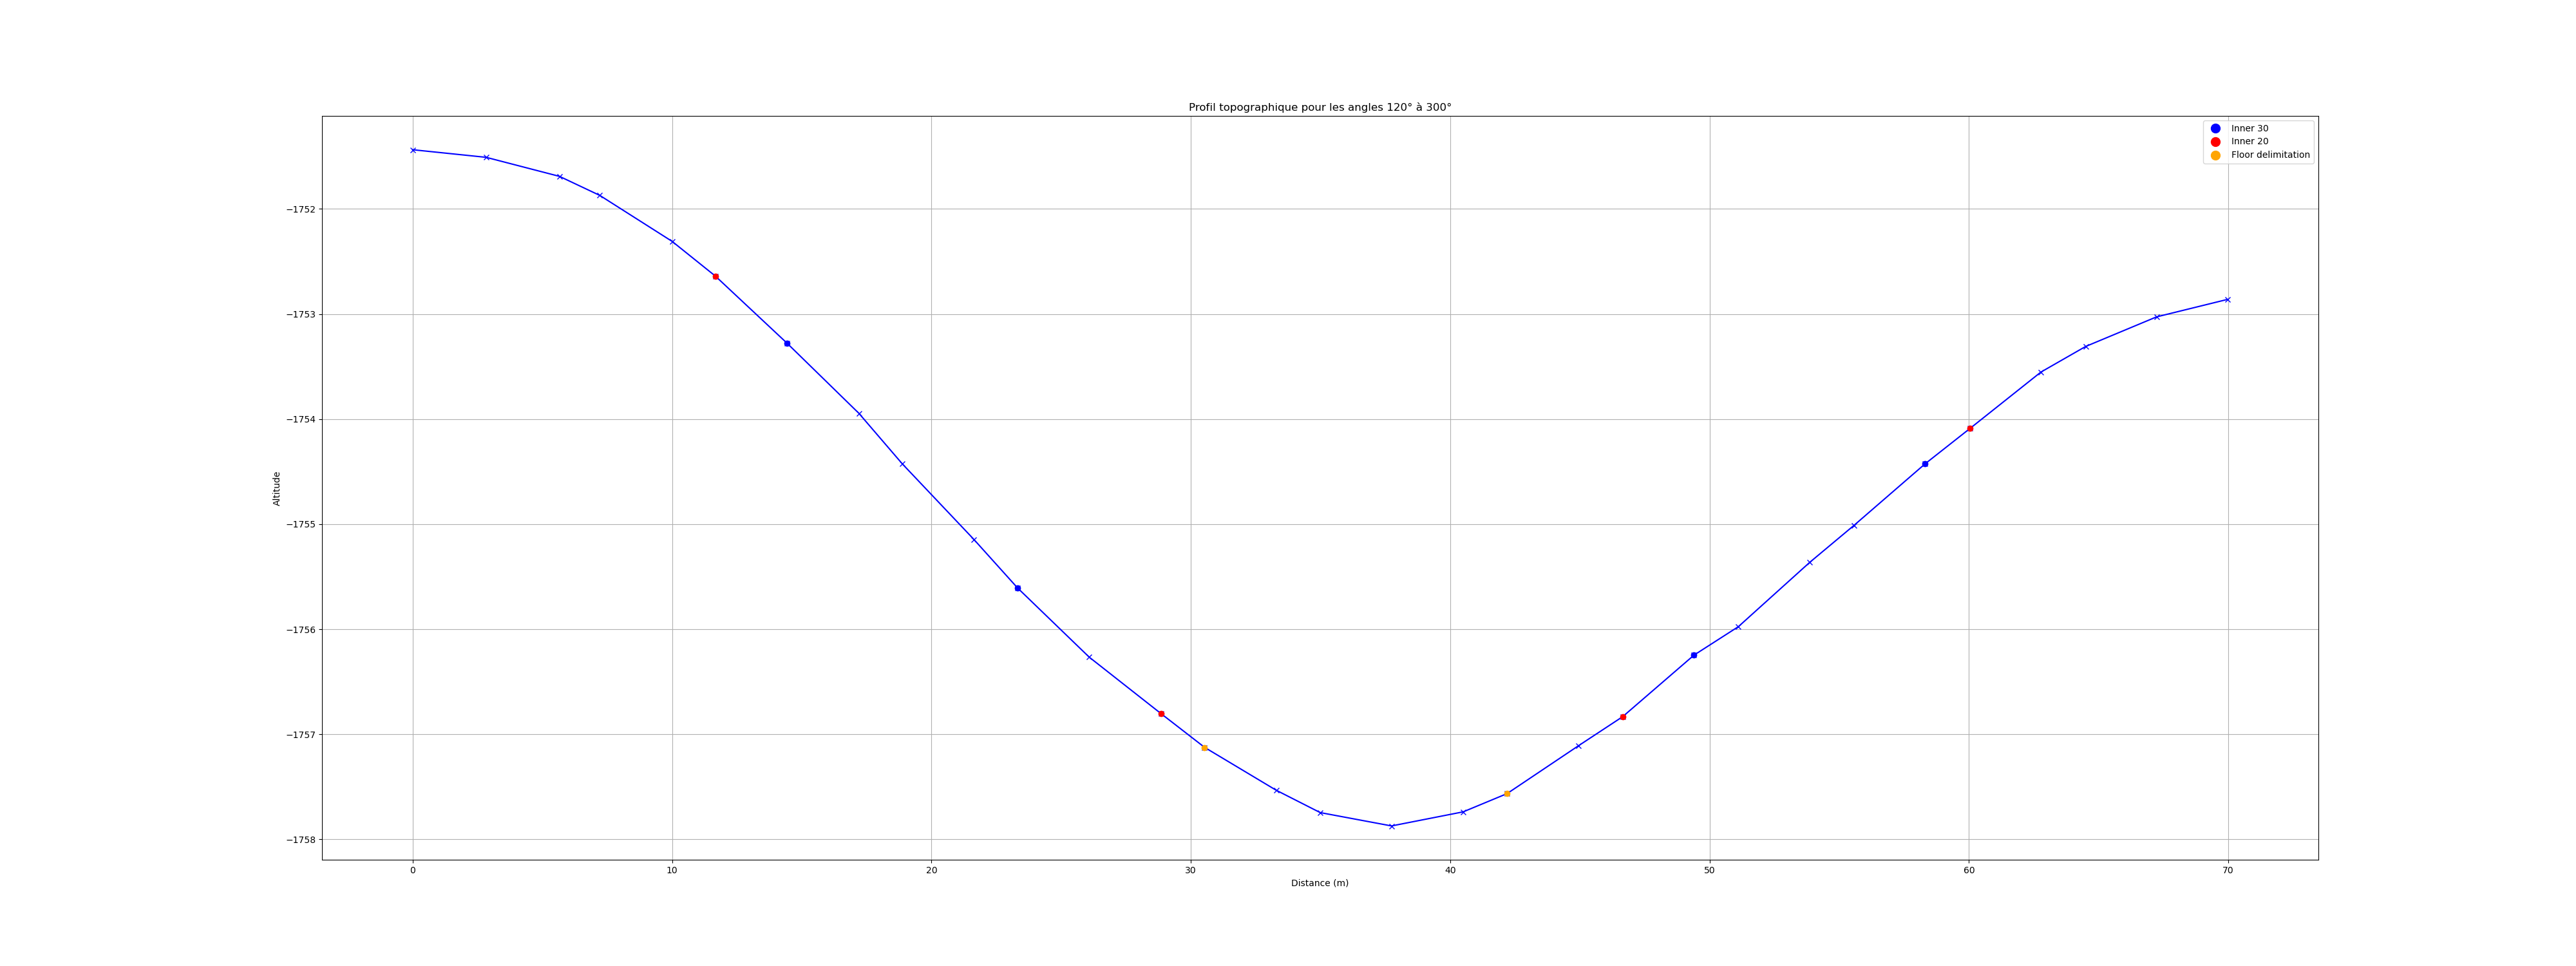 Profil topographique pour les angles 120° à 300°
Inner 30
Inner 20
Floor delimitation
Altitude
−1752
−1753
−1754
−1755
−1756
−1757
−1758
0 10 20 30 40 50 60 70
Distance (m)